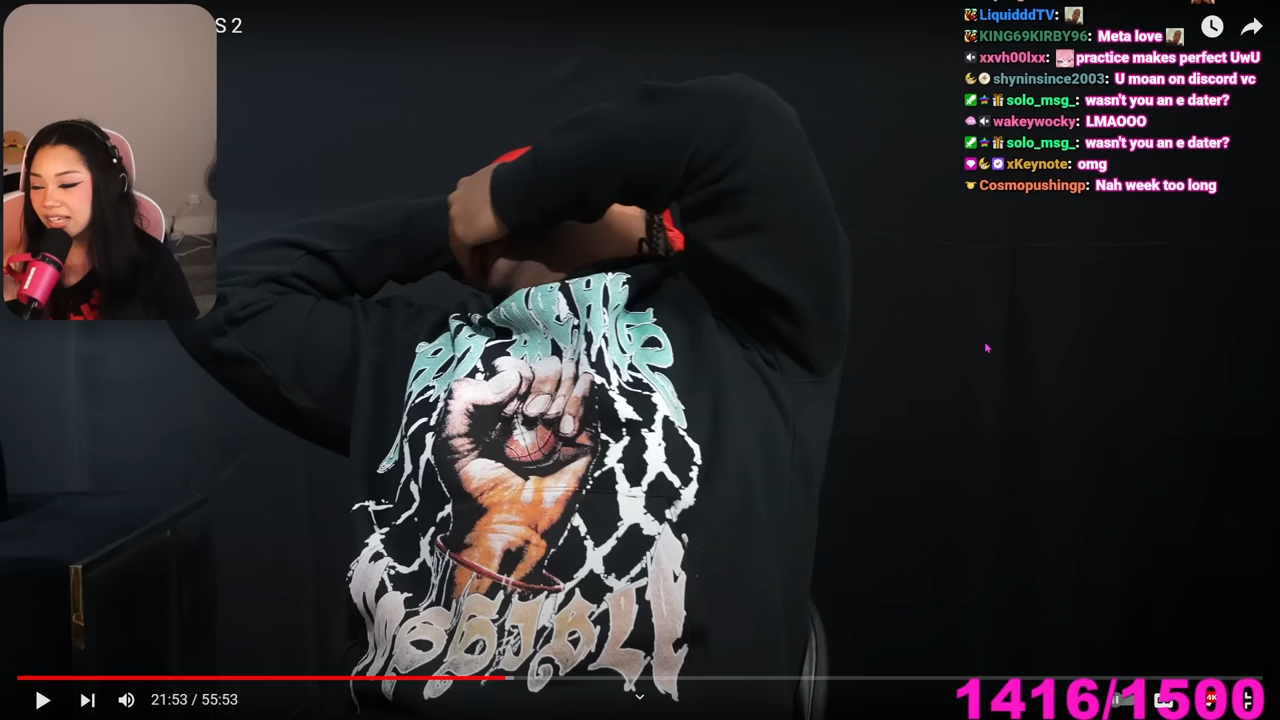 S 2
LiquidddTV:
KING69KIRBY96: Meta love
xxvh00lxx: practice makes perfect UwU
shyninsince2003: U moan on discord vc
solo_msg_: wasn't you an e dater?
wakeywocky: LMAOOO
solo_msg_: wasn't you an e dater?
xKeynote: omg
Cosmopushingp: Nah week too long
21:53 / 55:53
1416/1500